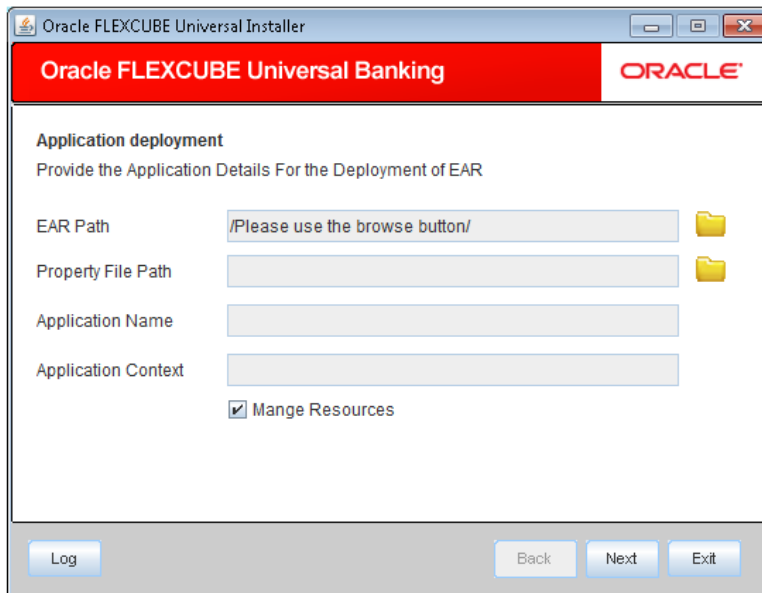 Oracle FLEXCUBE Universal Installer
Oracle FLEXCUBE Universal Banking
ORACLE
Application deployment
Provide the Application Details For the Deployment of EAR
EAR Path
/Please use the browse button/
Property File Path
Application Name
Application Context
Mange Resources
Log
Back
Next
Exit